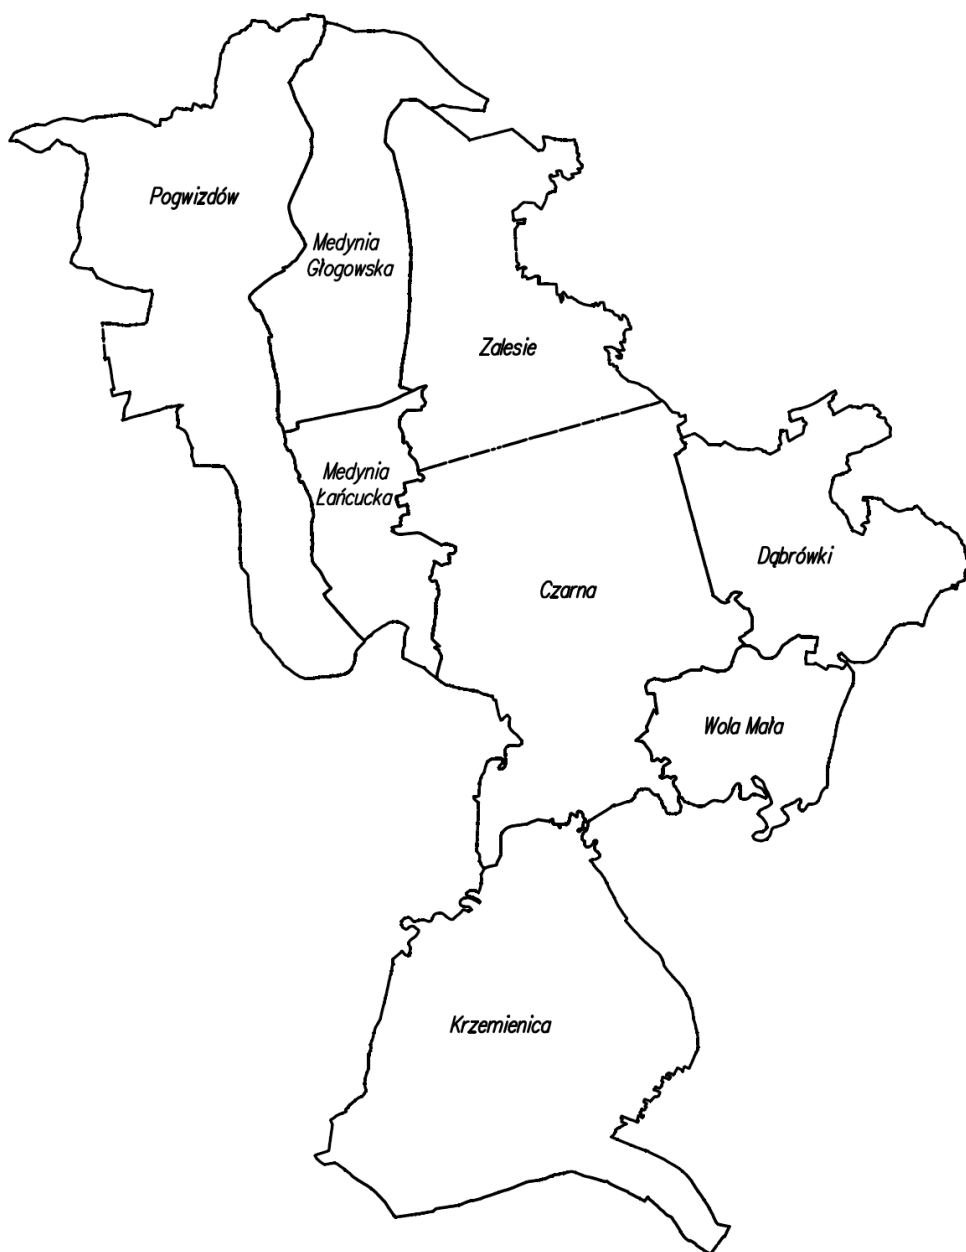 Pogwizdów
Medynia
Głogowska
Zalesie
Medynia
Łańcucka
Dąbrówki
Czarna
Wola Mała
Krzemienica